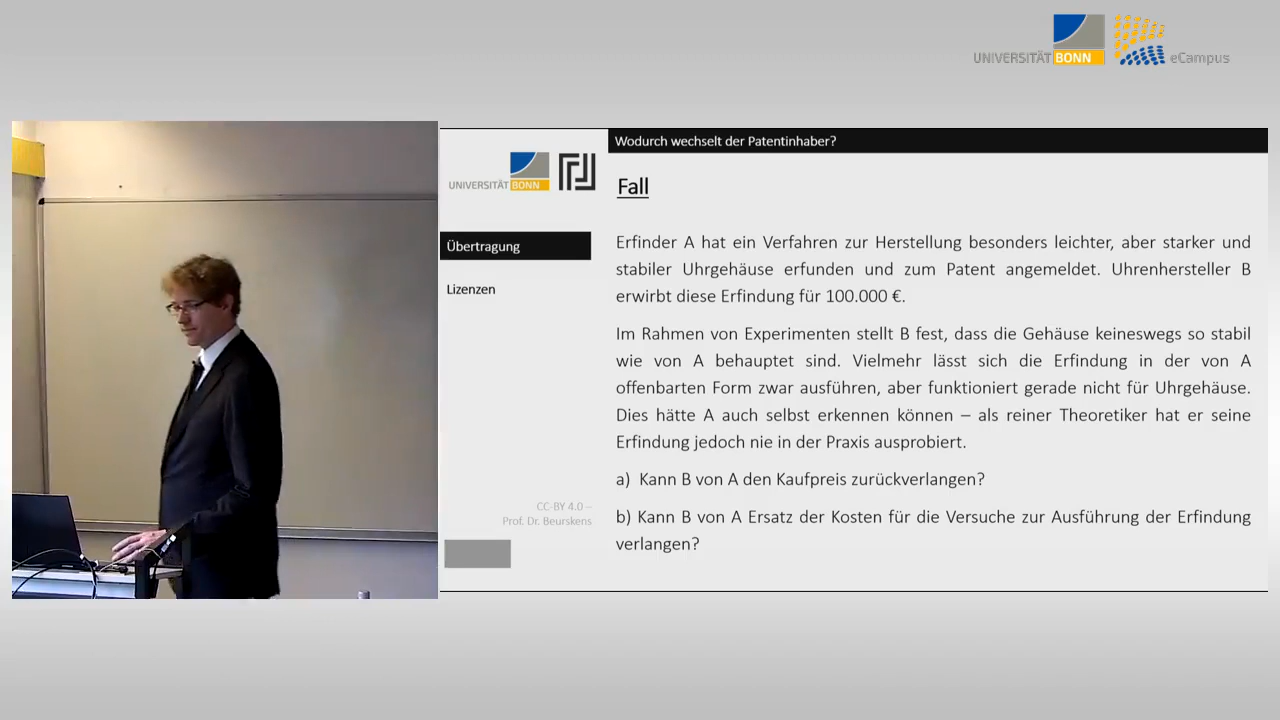 UNIVERSITÄT BONN eCampus
Wodurch wechselt der Patentinhaber?
UNIVERSITÄT BONN
Fall
Übertragung
Lizenzen
Erfinder A hat ein Verfahren zur Herstellung besonders leichter, aber starker und
stabiler Uhrgehäuse erfunden und zum Patent angemeldet. Uhrenhersteller B
erwirbt diese Erfindung für 100.000 €.
Im Rahmen von Experimenten stellt B fest, dass die Gehäuse keineswegs so stabil
wie von A behauptet sind. Vielmehr lässt sich die Erfindung in der von A
offenbarten Form zwar ausführen, aber funktioniert gerade nicht für Uhrgehäuse.
Dies hätte A auch selbst erkennen können – als reiner Theoretiker hat er seine
Erfindung jedoch nie in der Praxis ausprobiert.
a) Kann B von A den Kaufpreis zurückverlangen?
b) Kann B von A Ersatz der Kosten für die Versuche zur Ausführung der Erfindung
verlangen?
CC-BY 4.0 –
Prof. Dr. Beurskens